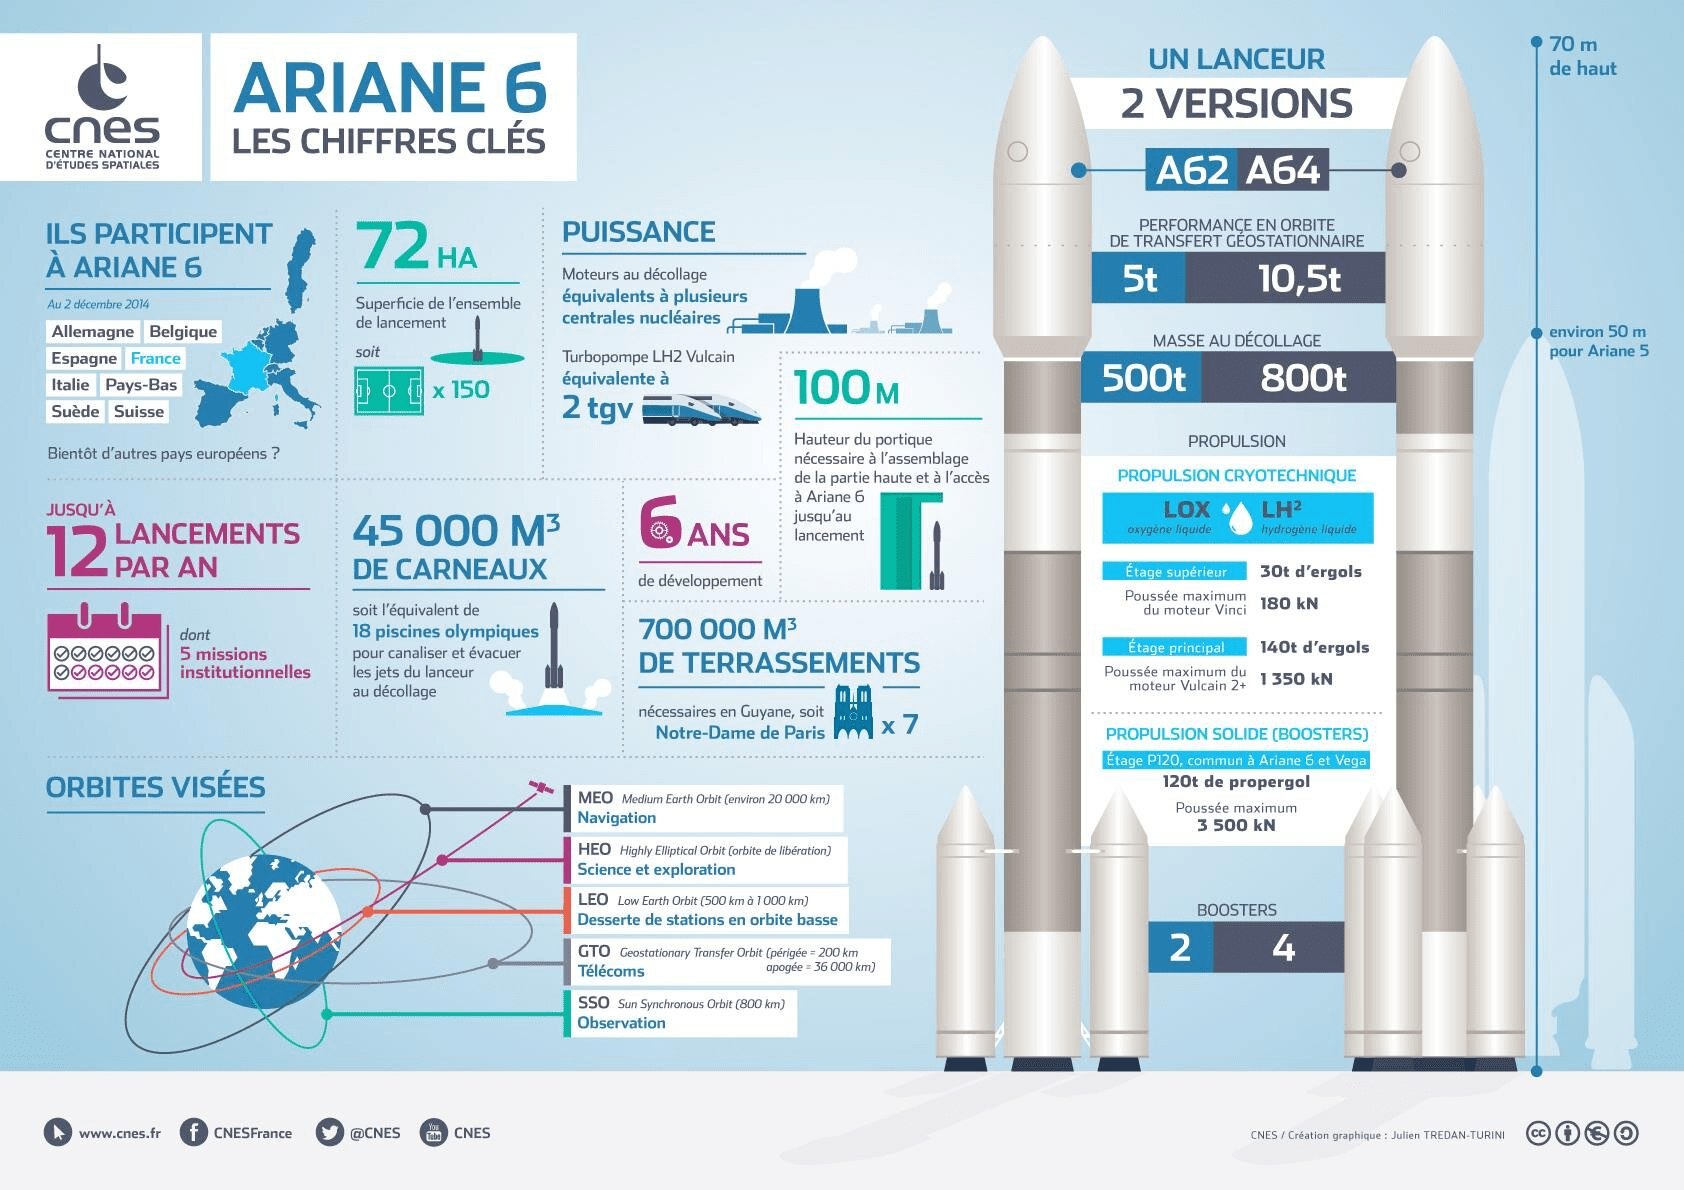 cnes
CENTRE NATIONAL
D'ÉTUDES SPATIALES
ARIANE 6
LES CHIFFRES CLÉS
ILS PARTICIPENT
À ARIANE 6
Au 2 décembre 2014
Allemagne Belgique
Espagne France
Italie Pays-Bas
Suède Suisse
Bientôt d'autres pays européens ?
72 HA
Superficie de l'ensemble
de lancement
soit
x 150
PUISSANCE
Moteurs au décollage
équivalents à plusieurs
centrales nucléaires
Turbopompe LH2 Vulcain
équivalente à
2 tgv
100 M
Hauteur du portique
nécessaire à l'assemblage
de la partie haute et à l'accès
à Ariane 6
jusqu'au
lancement
JUSQU'À
12 LANCEMENTS
PAR AN
dont
5 missions
institutionnelles
45 000 M³
DE CARNEAUX
soit l'équivalent de
18 piscines olympiques
pour canaliser et évacuer
les jets du lanceur
au décollage
6 ANS
de développement
700 000 M³
DE TERRASSEMENTS
nécessaires en Guyane, soit
Notre-Dame de Paris
x 7
ORBITES VISÉES
MEO Medium Earth Orbit (environ 20 000 km)
Navigation
HEO Highly Elliptical Orbit (orbite de libération)
Science et exploration
LEO Low Earth Orbit (500 km à 1 000 km)
Desserte de stations en orbite basse
GTO Geostationary Transfer Orbit (périgée = 200 km
apogée = 36 000 km)
Télécoms
SSO Sun Synchronous Orbit (800 km)
Observation
UN LANCEUR
2 VERSIONS
A62 A64
PERFORMANCE EN ORBITE
DE TRANSFERT GÉOSTATIONNAIRE
5t 10,5t
MASSE AU DÉCOLLAGE
500t 800t
PROPULSION
PROPULSION CRYOTECHNIQUE
LOX LH²
oxygène liquide hydrogène liquide
Étage supérieur 30t d'ergols
Poussée maximum
du moteur Vinci 180 kN
Étage principal 140t d'ergols
Poussée maximum du
moteur Vulcain 2+ 1 350 kN
PROPULSION SOLIDE (BOOSTERS)
Étage P120, commun à Ariane 6 et Vega
120t de propergol
Poussée maximum
3 500 kN
BOOSTERS
2 4
70 m
de haut
environ 50 m
pour Ariane 5
www.cnes.fr CNESFrance @CNES You Tube CNES
CNES / Création graphique : Julien TREDAN-TURINI
cc